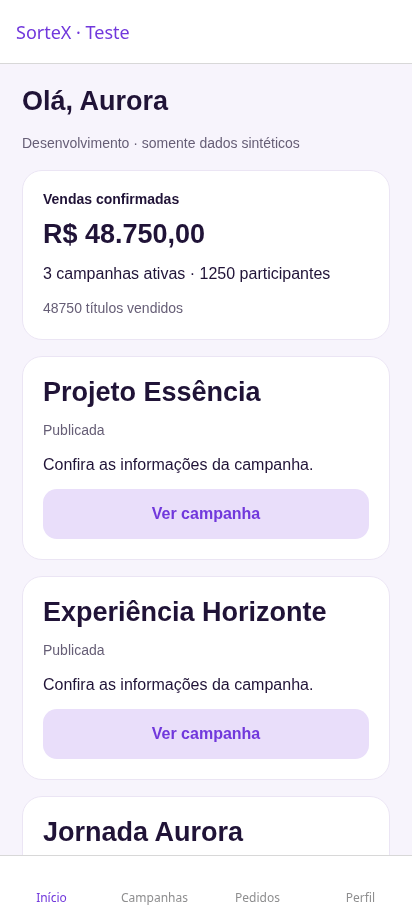 SorteX · Teste
Olá, Aurora
Desenvolvimento · somente dados sintéticos
Vendas confirmadas
R$ 48.750,00
3 campanhas ativas · 1250 participantes
48750 títulos vendidos
Projeto Essência
Publicada
Confira as informações da campanha.
Ver campanha
Experiência Horizonte
Publicada
Confira as informações da campanha.
Ver campanha
Jornada Aurora
Início
Campanhas
Pedidos
Perfil